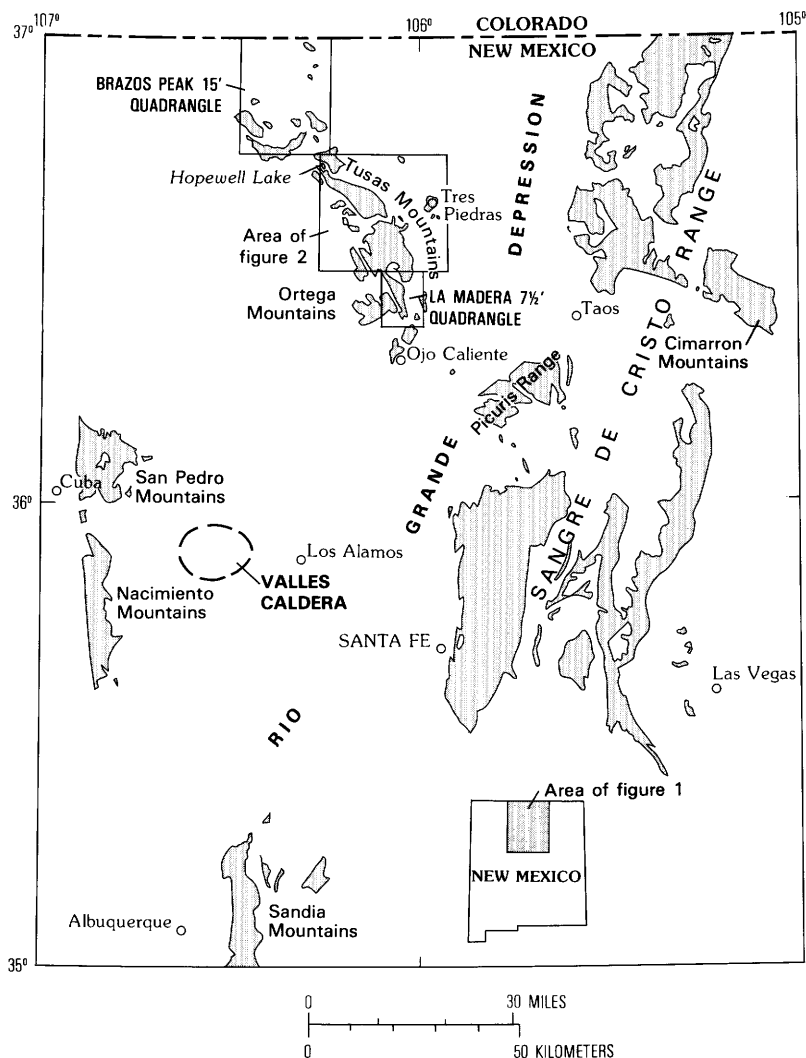 107°
106°
105°
37°
COLORADO
NEW MEXICO
BRAZOS PEAK 15′
QUADRANGLE
Hopewell Lake
Tusas Mountains
Tres
Piedras
Area of
figure 2
Ortega
Mountains
LA MADERA 7½′
QUADRANGLE
Ojo Caliente
DEPRESSION
Taos
RANGE
Cimarron
Mountains
CRISTO
Picuris Range
DE
GRANDE
SANGRE
San Pedro
Mountains
Cuba
36°
Los Alamos
VALLES
CALDERA
Nacimiento
Mountains
SANTA FE
Las Vegas
RIO
Area of figure 1
NEW MEXICO
Sandia
Mountains
Albuquerque
35°
0 30 MILES
0 50 KILOMETERS